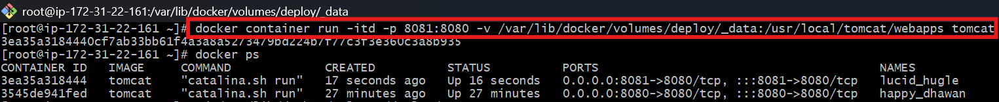 root@ip-172-31-22-161:/var/lib/docker/volumes/deploy/_data
[root@ip-172-31-22-161 ~]# docker container run -itd -p 8081:8080 -v /var/lib/docker/volumes/deploy/_data:/usr/local/tomcat/webapps tomcat
3ea35a3184440cf7ab33bb61f4a3a8a5273479bd224b7f77c3f3e360c3a8b935
[root@ip-172-31-22-161 ~]# docker ps
CONTAINER ID IMAGE COMMAND CREATED STATUS PORTS NAMES
3ea35a318444 tomcat "catalina.sh run" 17 seconds ago Up 16 seconds 0.0.0.0:8081->8080/tcp, :::8081->8080/tcp lucid_hugle
3545de941fed tomcat "catalina.sh run" 27 minutes ago Up 27 minutes 0.0.0.0:8080->8080/tcp, :::8080->8080/tcp happy_dhawan